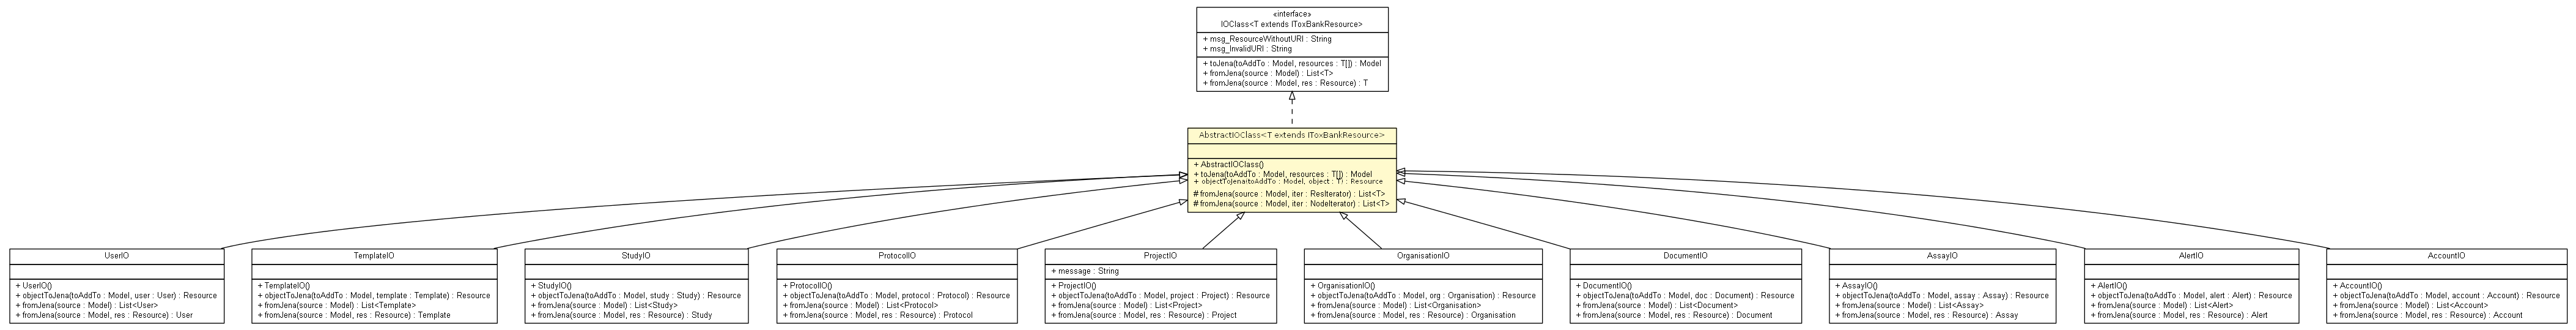 «interface»
IOClass<T extends IToxBankResource>
+ msg_ResourceWithoutURI : String
+ msg_InvalidURI : String
+ toJena(toAddTo : Model, resources : T[]) : Model
+ fromJena(source : Model) : List<T>
+ fromJena(source : Model, res : Resource) : T
AbstractIOClass<T extends IToxBankResource>
+ AbstractIOClass()
+ toJena(toAddTo : Model, resources : T[]) : Model
+ objectToJena(toAddTo : Model, object : T) : Resource
# fromJena(source : Model, iter : ResIterator) : List<T>
# fromJena(source : Model, iter : NodeIterator) : List<T>
UserIO
+ UserIO()
+ objectToJena(toAddTo : Model, user : User) : Resource
+ fromJena(source : Model) : List<User>
+ fromJena(source : Model, res : Resource) : User
TemplateIO
+ TemplateIO()
+ objectToJena(toAddTo : Model, template : Template) : Resource
+ fromJena(source : Model) : List<Template>
+ fromJena(source : Model, res : Resource) : Template
StudyIO
+ StudyIO()
+ objectToJena(toAddTo : Model, study : Study) : Resource
+ fromJena(source : Model) : List<Study>
+ fromJena(source : Model, res : Resource) : Study
ProtocolIO
+ ProtocolIO()
+ objectToJena(toAddTo : Model, protocol : Protocol) : Resource
+ fromJena(source : Model) : List<Protocol>
+ fromJena(source : Model, res : Resource) : Protocol
ProjectIO
+ message : String
+ ProjectIO()
+ objectToJena(toAddTo : Model, project : Project) : Resource
+ fromJena(source : Model) : List<Project>
+ fromJena(source : Model, res : Resource) : Project
OrganisationIO
+ OrganisationIO()
+ objectToJena(toAddTo : Model, org : Organisation) : Resource
+ fromJena(source : Model) : List<Organisation>
+ fromJena(source : Model, res : Resource) : Organisation
DocumentIO
+ DocumentIO()
+ objectToJena(toAddTo : Model, doc : Document) : Resource
+ fromJena(source : Model) : List<Document>
+ fromJena(source : Model, res : Resource) : Document
AssayIO
+ AssayIO()
+ objectToJena(toAddTo : Model, assay : Assay) : Resource
+ fromJena(source : Model) : List<Assay>
+ fromJena(source : Model, res : Resource) : Assay
AlertIO
+ AlertIO()
+ objectToJena(toAddTo : Model, alert : Alert) : Resource
+ fromJena(source : Model) : List<Alert>
+ fromJena(source : Model, res : Resource) : Alert
AccountIO
+ AccountIO()
+ objectToJena(toAddTo : Model, account : Account) : Resource
+ fromJena(source : Model) : List<Account>
+ fromJena(source : Model, res : Resource) : Account